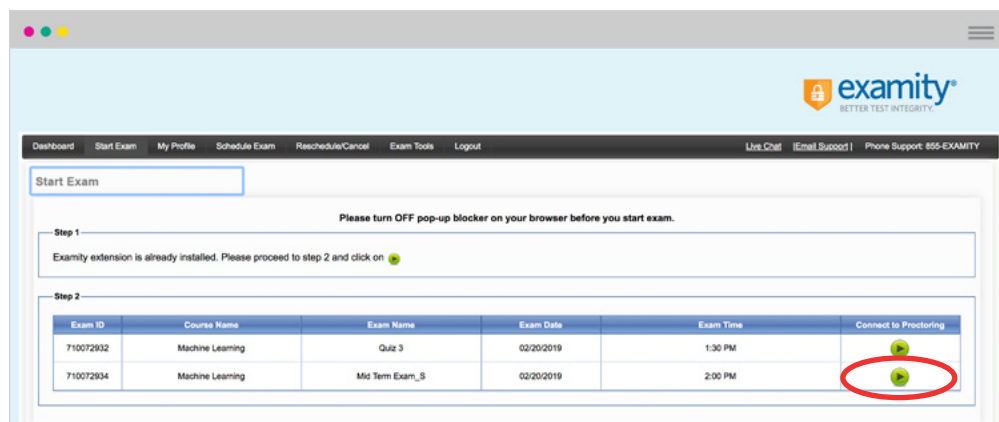 examity®
BETTER TEST INTEGRITY.
Dashboard Start Exam My Profile Schedule Exam Reschedule/Cancel Exam Tools Logout Live Chat |Email Support| Phone Support: 855-EXAMITY
Start Exam
Please turn OFF pop-up blocker on your browser before you start exam.
Step 1
Examity extension is already installed. Please proceed to step 2 and click on
Step 2
Exam ID Course Name Exam Name Exam Date Exam Time Connect to Proctoring
710072932 Machine Learning Quiz 3 02/20/2019 1:30 PM
710072934 Machine Learning Mid Term Exam_S 02/20/2019 2:00 PM